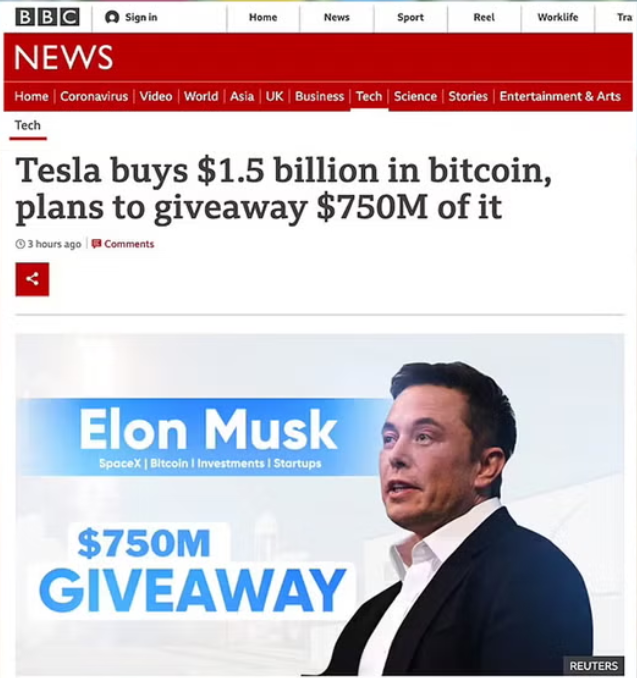 BBC Sign in Home News Sport Reel Worklife Tra
NEWS
Home Coronavirus Video World Asia UK Business Tech Science Stories Entertainment & Arts
Tech
Tesla buys $1.5 billion in bitcoin,
plans to giveaway $750M of it
3 hours ago Comments
Elon Musk
SpaceX | Bitcoin | Investments | Startups
$750M
GIVEAWAY
REUTERS